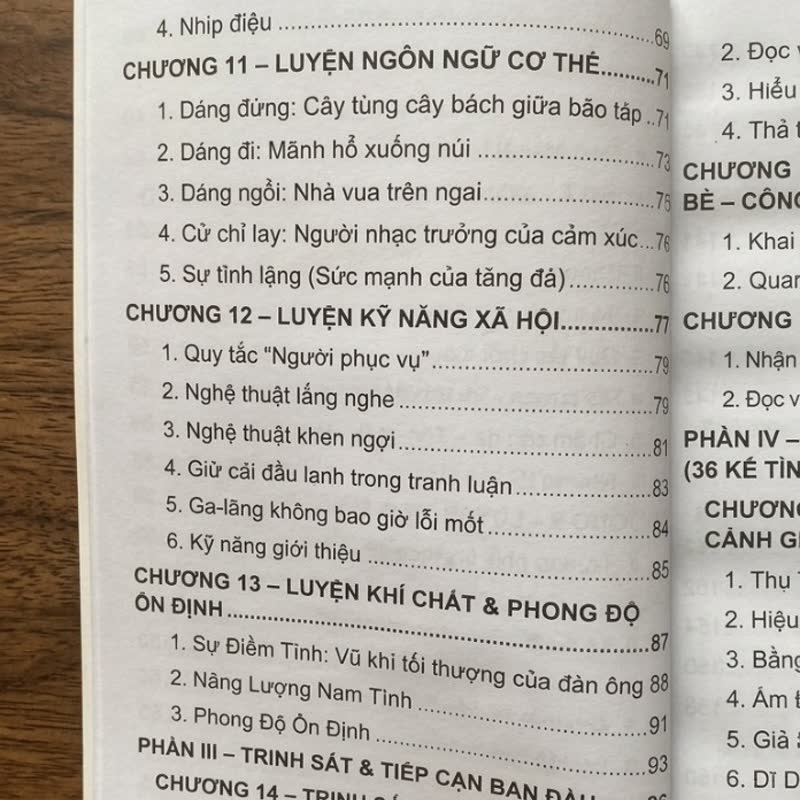 4. Nhịp điệu ........ 69
CHƯƠNG 11 – LUYỆN NGÔN NGỮ CƠ THỂ ........ 71
1. Dáng đứng: Cây tùng cây bách giữa bão táp .. 71
2. Dáng đi: Mãnh hổ xuống núi ........ 73
3. Dáng ngồi: Nhà vua trên ngai ........ 75
4. Cử chỉ lay: Người nhạc trưởng của cảm xúc ... 76
5. Sự tĩnh lặng (Sức mạnh của tăng đá) ........ 76
CHƯƠNG 12 – LUYỆN KỸ NĂNG XÃ HỘI ........ 77
1. Quy tắc "Người phục vụ" ........ 79
2. Nghệ thuật lắng nghe ........ 79
3. Nghệ thuật khen ngợi ........ 81
4. Giữ cái đầu lanh trong tranh luận ........ 83
5. Ga-lăng không bao giờ lỗi mốt ........ 84
6. Kỹ năng giới thiệu ........ 85
CHƯƠNG 13 – LUYỆN KHÍ CHẤT & PHONG ĐỘ
ỔN ĐỊNH ........ 87
1. Sự Điềm Tĩnh: Vũ khí tối thượng của đàn ông 88
2. Năng Lượng Nam Tính ........ 91
3. Phong Độ Ổn Định ........ 93
PHẦN III – TRINH SÁT & TIẾP CẬN BAN ĐẦU
CHƯƠNG 14 – TRINH SÁT
2. Đọc
3. Hiểu
4. Thả
CHƯƠNG
BÈ – CÔNG
1. Khai
2. Quan
CHƯƠNG
1. Nhận
2. Đọc
PHẦN IV –
(36 KẾ TÌN
CHƯƠNG
CẢNH
1. Thụ
2. Hiệu
3. Bằng
4. Ám
5. Giả
6. Dĩ